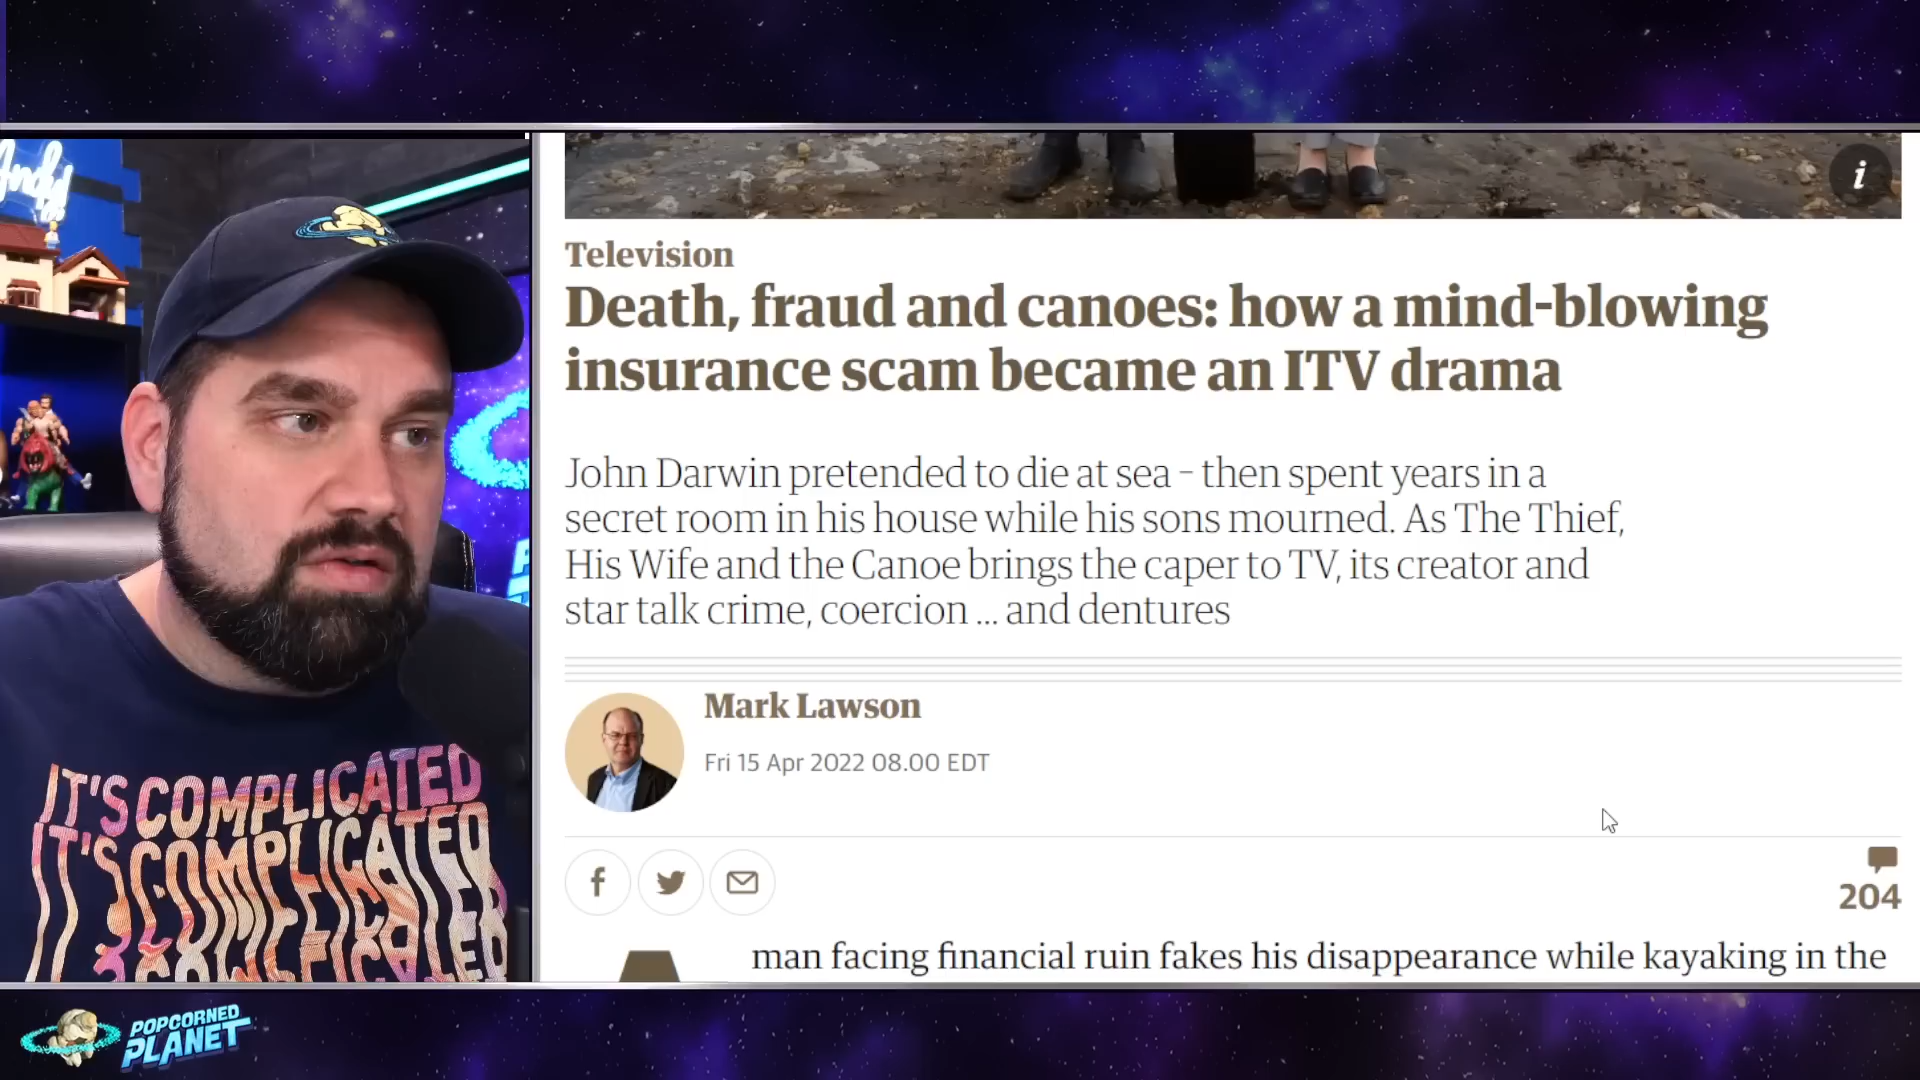 Andy
Television
Death, fraud and canoes: how a mind-blowing
insurance scam became an ITV drama
John Darwin pretended to die at sea – then spent years in a
secret room in his house while his sons mourned. As The Thief,
His Wife and the Canoe brings the caper to TV, its creator and
star talk crime, coercion ... and dentures
Mark Lawson
Fri 15 Apr 2022 08.00 EDT
204
man facing financial ruin fakes his disappearance while kayaking in the
IT'S COMPLICATED
IT'S COMPLICATED
IT'S COMPLICATED
POPCORNED
PLANET